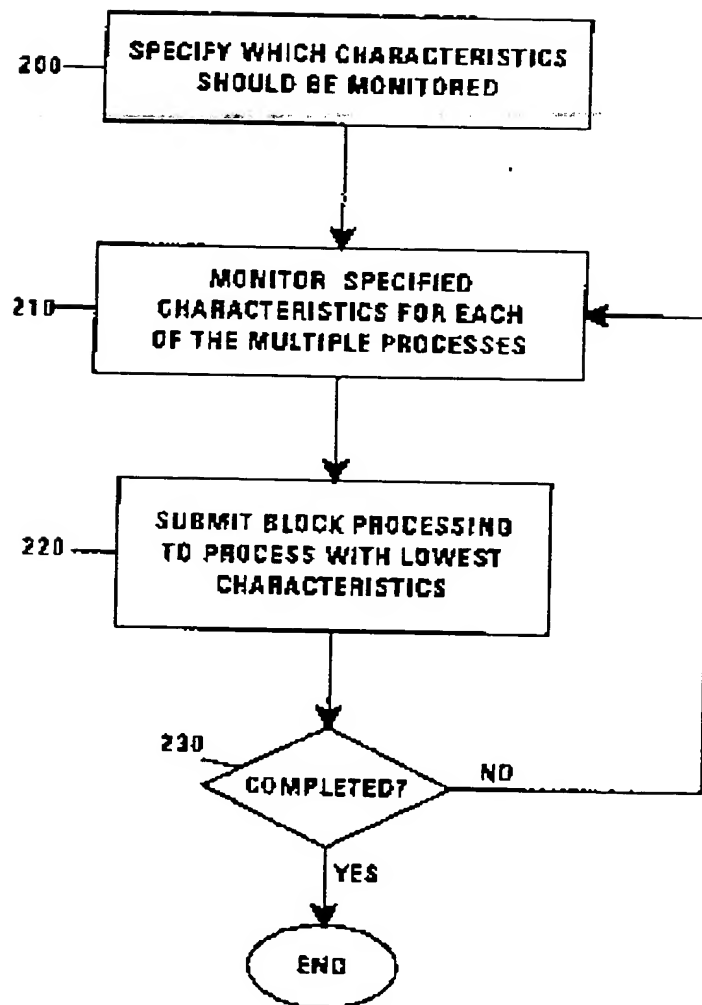 200
SPECIFY WHICH CHARACTERISTICS
SHOULD BE MONITORED
210
MONITOR SPECIFIED
CHARACTERISTICS FOR EACH
OF THE MULTIPLE PROCESSES
220
SUBMIT BLOCK PROCESSING
TO PROCESS WITH LOWEST
CHARACTERISTICS
230
COMPLETED?
NO
YES
END